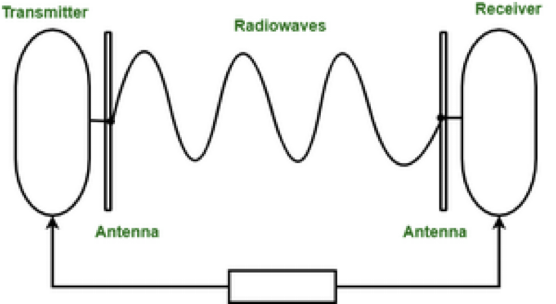 Transmitter
Receiver
Radiowaves
Antenna
Antenna